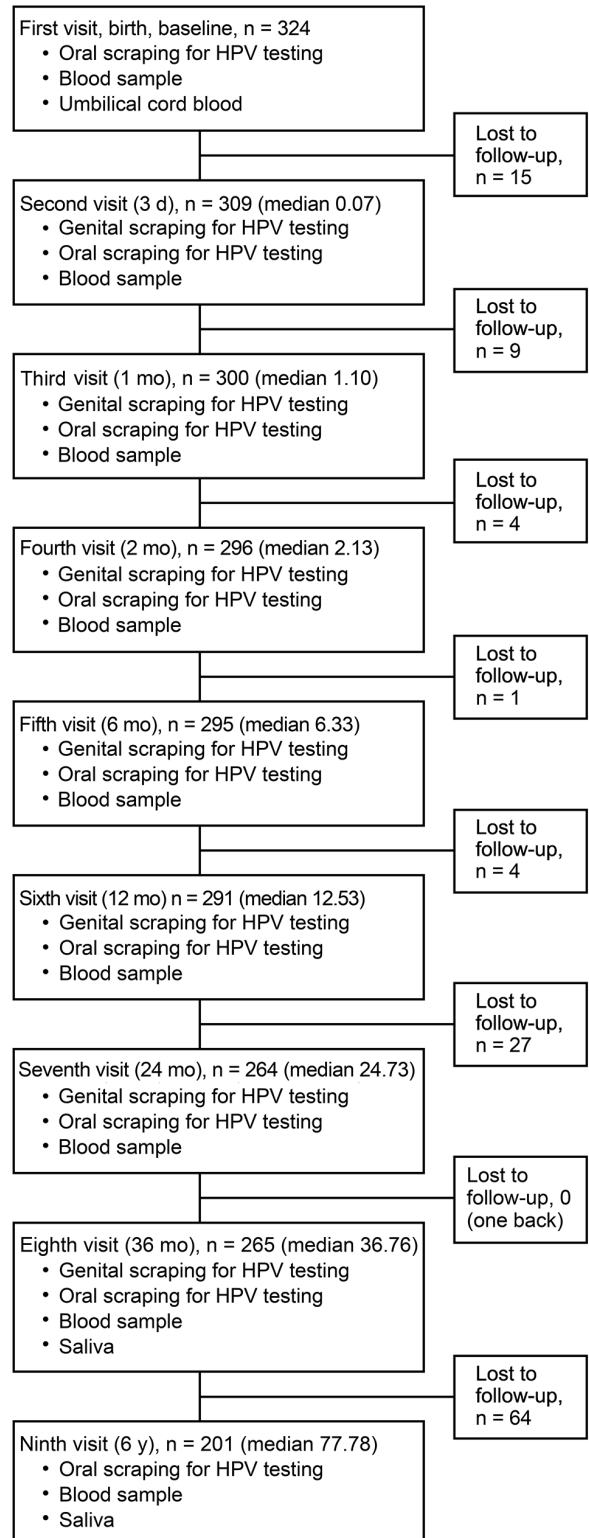 First visit, birth, baseline, n = 324
• Oral scraping for HPV testing
• Blood sample
• Umbilical cord blood
Lost to
follow-up,
n = 15
Second visit (3 d), n = 309 (median 0.07)
• Genital scraping for HPV testing
• Oral scraping for HPV testing
• Blood sample
Lost to
follow-up,
n = 9
Third visit (1 mo), n = 300 (median 1.10)
• Genital scraping for HPV testing
• Oral scraping for HPV testing
• Blood sample
Lost to
follow-up,
n = 4
Fourth visit (2 mo), n = 296 (median 2.13)
• Genital scraping for HPV testing
• Oral scraping for HPV testing
• Blood sample
Lost to
follow-up,
n = 1
Fifth visit (6 mo), n = 295 (median 6.33)
• Genital scraping for HPV testing
• Oral scraping for HPV testing
• Blood sample
Lost to
follow-up,
n = 4
Sixth visit (12 mo) n = 291 (median 12.53)
• Genital scraping for HPV testing
• Oral scraping for HPV testing
• Blood sample
Lost to
follow-up,
n = 27
Seventh visit (24 mo), n = 264 (median 24.73)
• Genital scraping for HPV testing
• Oral scraping for HPV testing
• Blood sample
Lost to
follow-up, 0
(one back)
Eighth visit (36 mo), n = 265 (median 36.76)
• Genital scraping for HPV testing
• Oral scraping for HPV testing
• Blood sample
• Saliva
Lost to
follow-up,
n = 64
Ninth visit (6 y), n = 201 (median 77.78)
• Oral scraping for HPV testing
• Blood sample
• Saliva